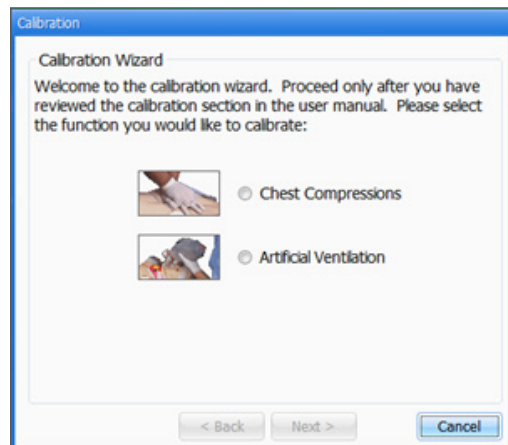 Calibration
Calibration Wizard
Welcome to the calibration wizard.  Proceed only after you have
reviewed the calibration section in the user manual.  Please select
the function you would like to calibrate:
Chest Compressions
Artificial Ventilation
< Back
Next >
Cancel